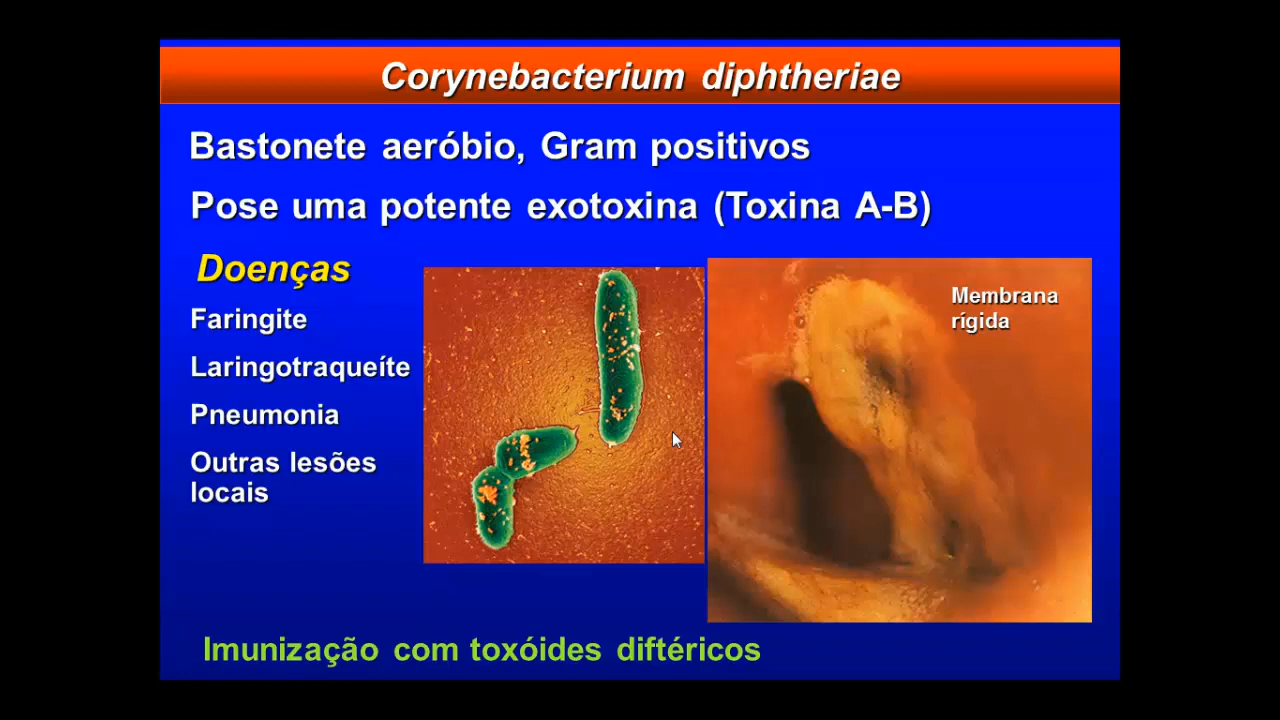 Corynebacterium diphtheriae
Bastonete aeróbio, Gram positivos
Pose uma potente exotoxina (Toxina A-B)
Doenças
Faringite
Laringotraqueíte
Pneumonia
Outras lesões
locais
Membrana
rígida
Imunização com toxóides diftéricos